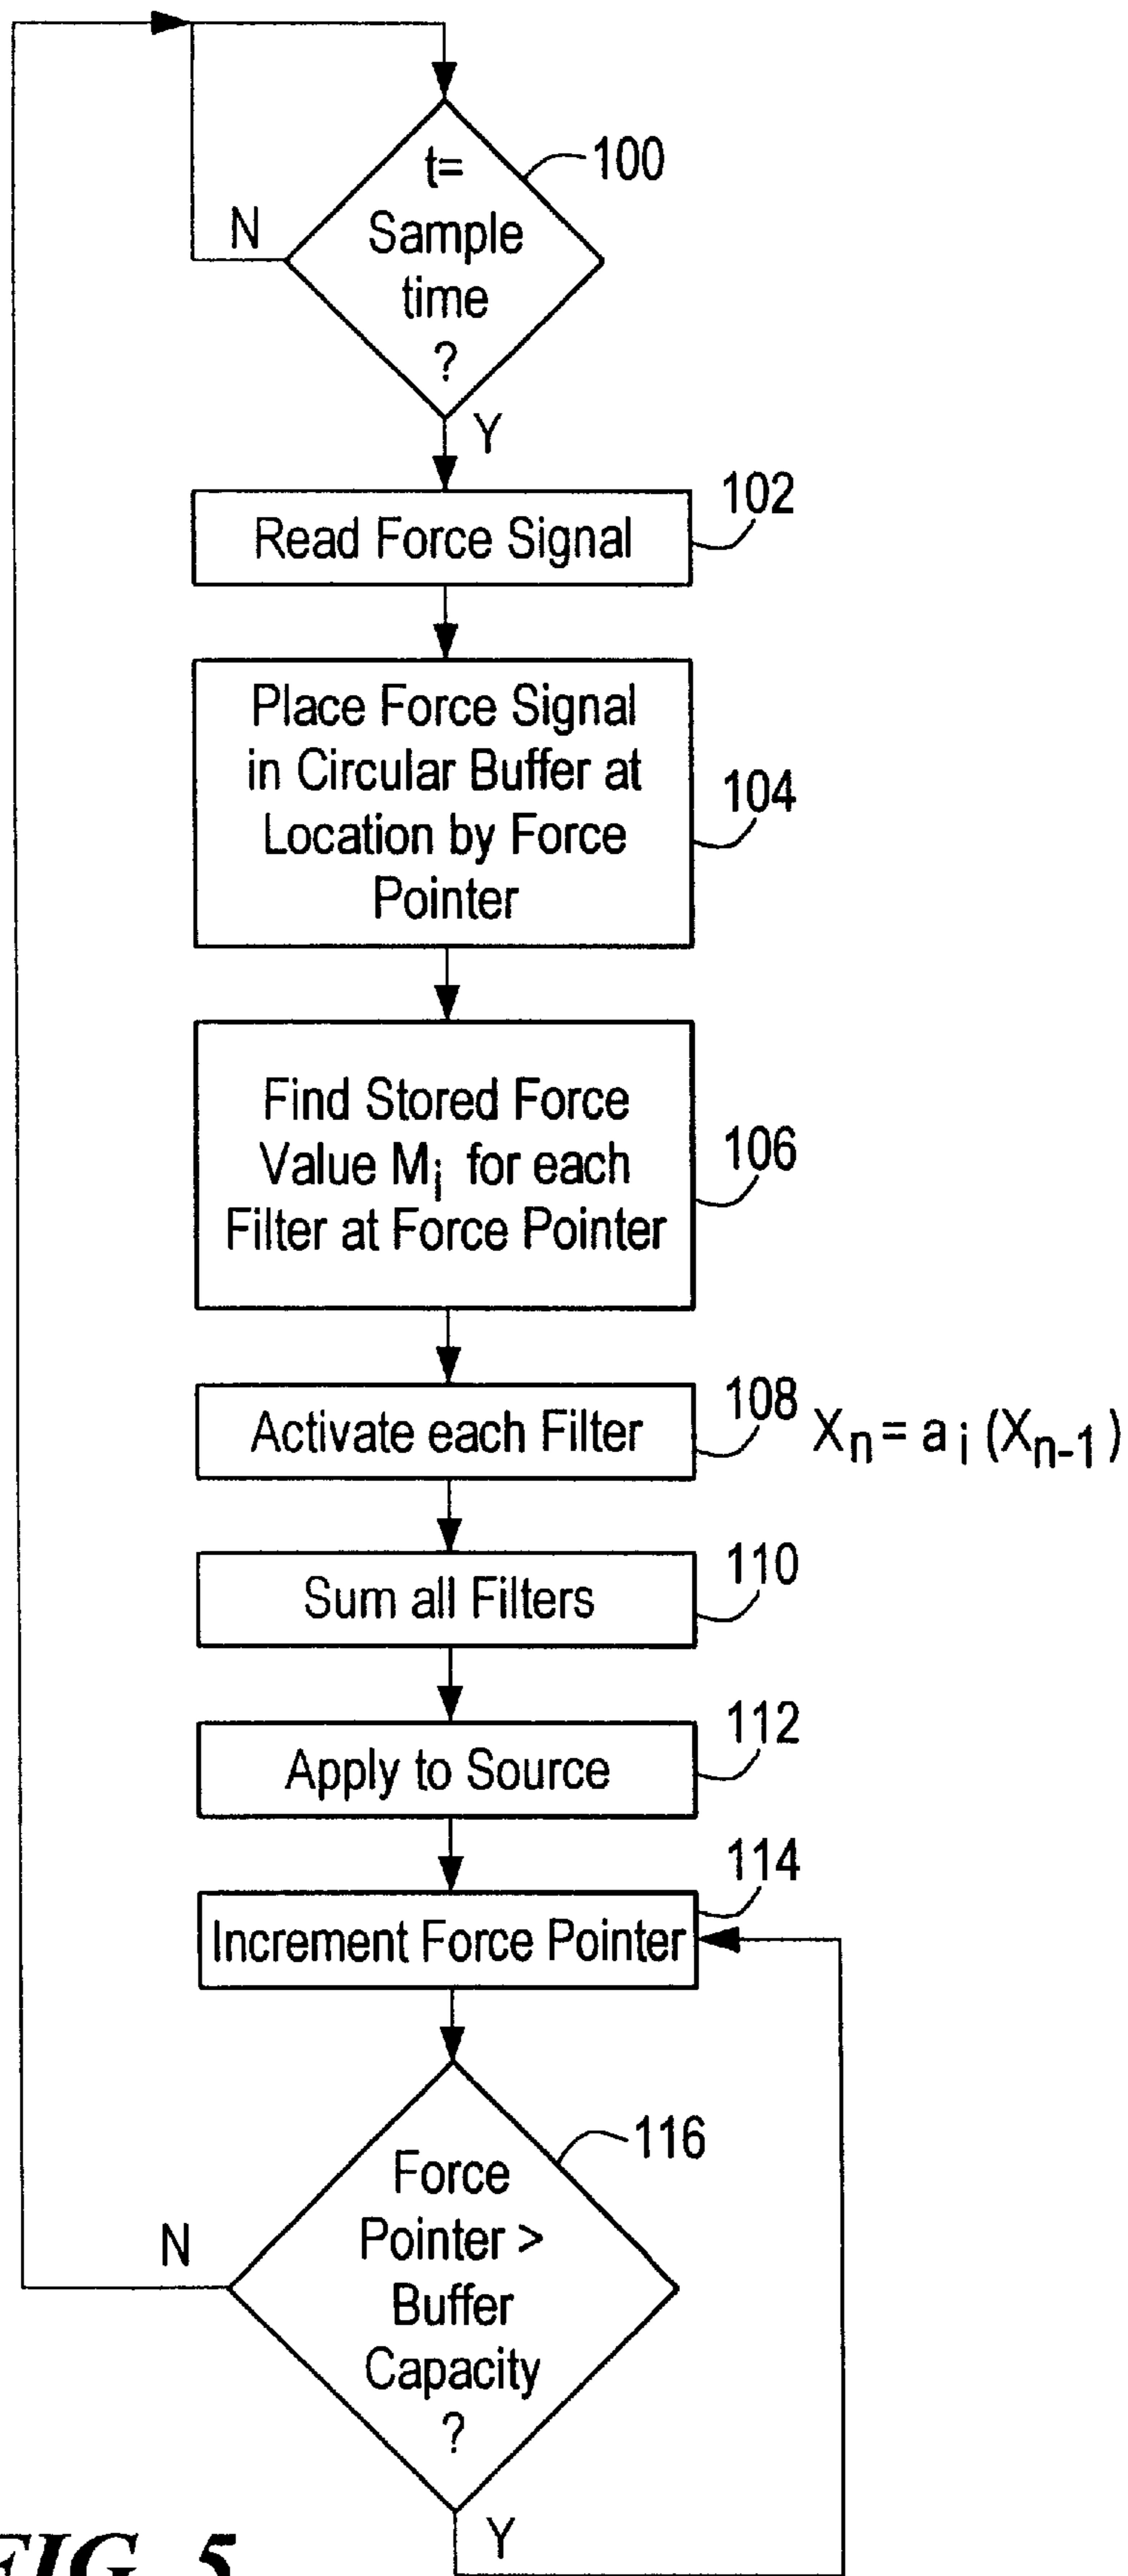 t=
Sample
time
?
100
N
Y
Read Force Signal
102
Place Force Signal
in Circular Buffer at
Location by Force
Pointer
104
Find Stored Force
Value Mi for each
Filter at Force Pointer
106
Activate each Filter
108
Xn = a i (Xn-1)
Sum all Filters
110
Apply to Source
112
114
Increment Force Pointer
116
Force
Pointer >
Buffer
Capacity
?
N
Y
FIG. 5